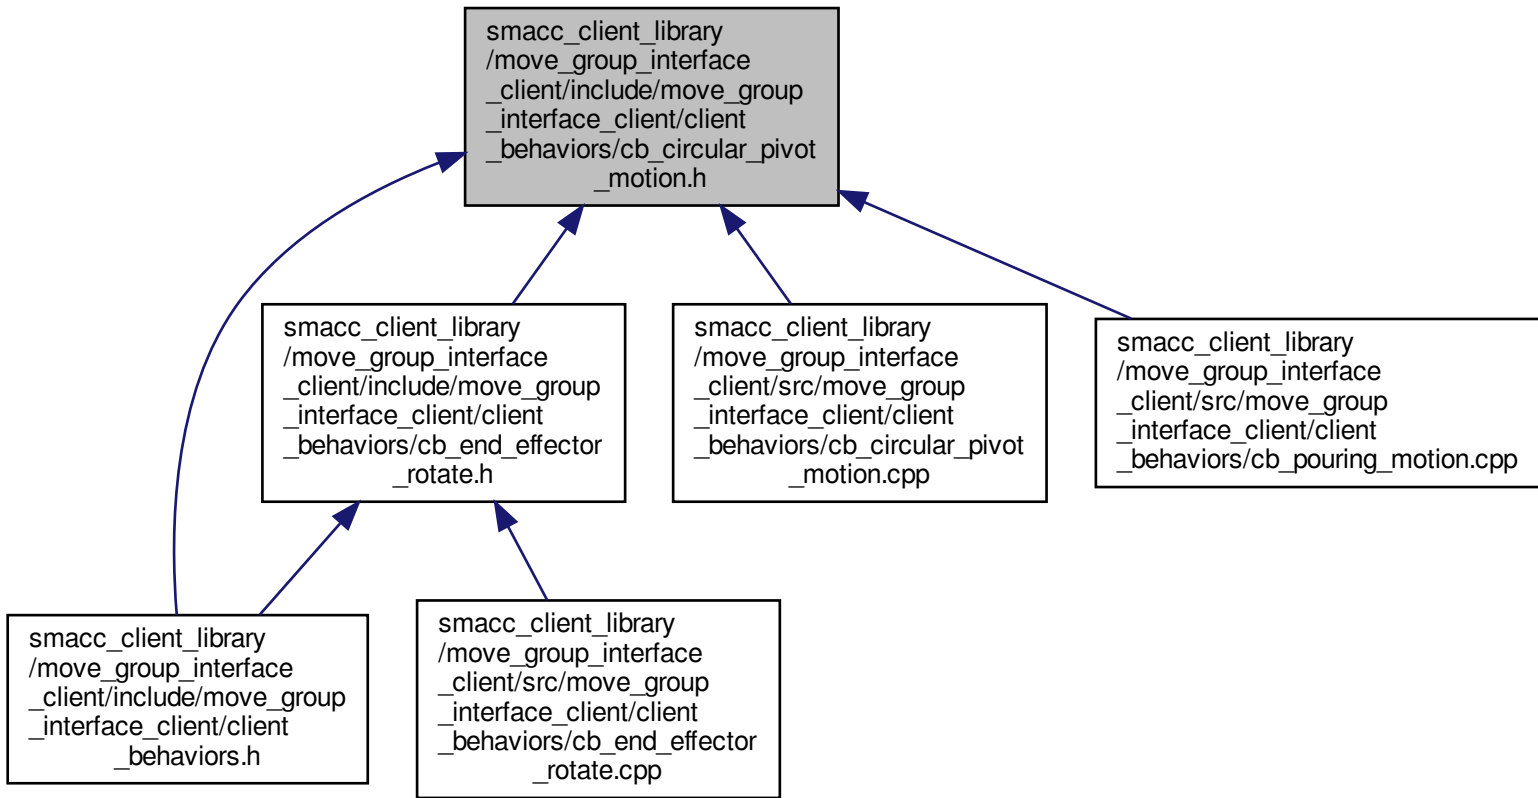 smacc_client_library
/move_group_interface
_client/include/move_group
_interface_client/client
_behaviors/cb_circular_pivot
_motion.h
smacc_client_library
/move_group_interface
_client/include/move_group
_interface_client/client
_behaviors/cb_end_effector
_rotate.h
smacc_client_library
/move_group_interface
_client/src/move_group
_interface_client/client
_behaviors/cb_circular_pivot
_motion.cpp
smacc_client_library
/move_group_interface
_client/src/move_group
_interface_client/client
_behaviors/cb_pouring_motion.cpp
smacc_client_library
/move_group_interface
_client/include/move_group
_interface_client/client
_behaviors.h
smacc_client_library
/move_group_interface
_client/src/move_group
_interface_client/client
_behaviors/cb_end_effector
_rotate.cpp